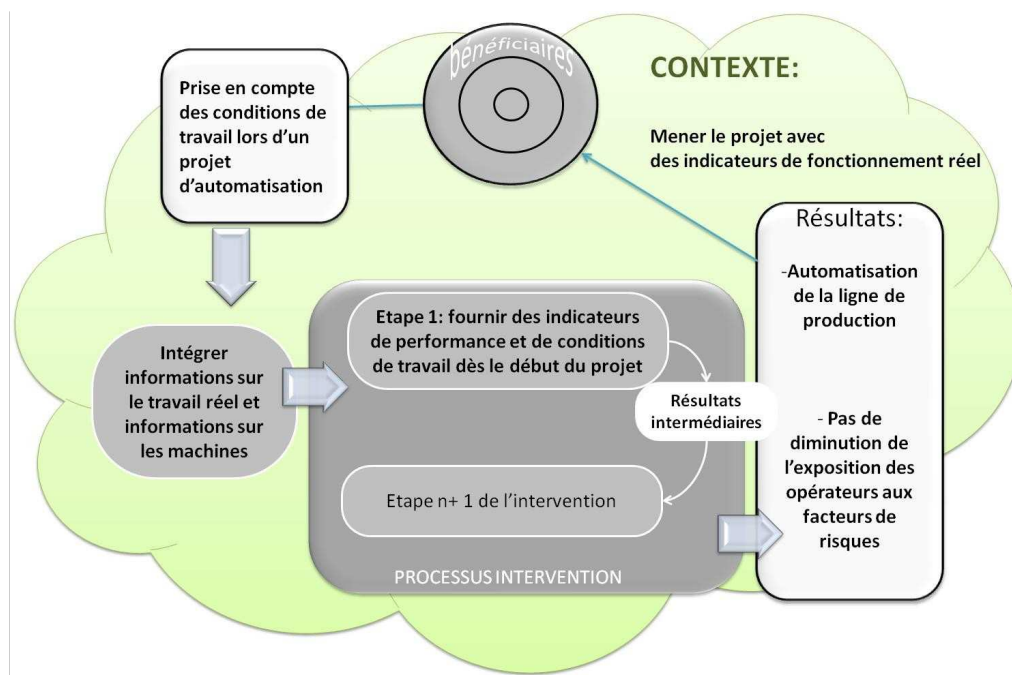 bénéficiaires
CONTEXTE:
Mener le projet avec
des indicateurs de fonctionnement réel
Prise en compte
des conditions de
travail lors d'un
projet
d'automatisation
Intégrer
informations sur
le travail réel et
informations sur
les machines
Etape 1: fournir des indicateurs
de performance et de conditions
de travail dès le début du projet
Résultats
intermédiaires
Etape n+ 1 de l'intervention
PROCESSUS INTERVENTION
Résultats:
-Automatisation
de la ligne de
production
- Pas de
diminution de
l'exposition des
opérateurs aux
facteurs de
risques